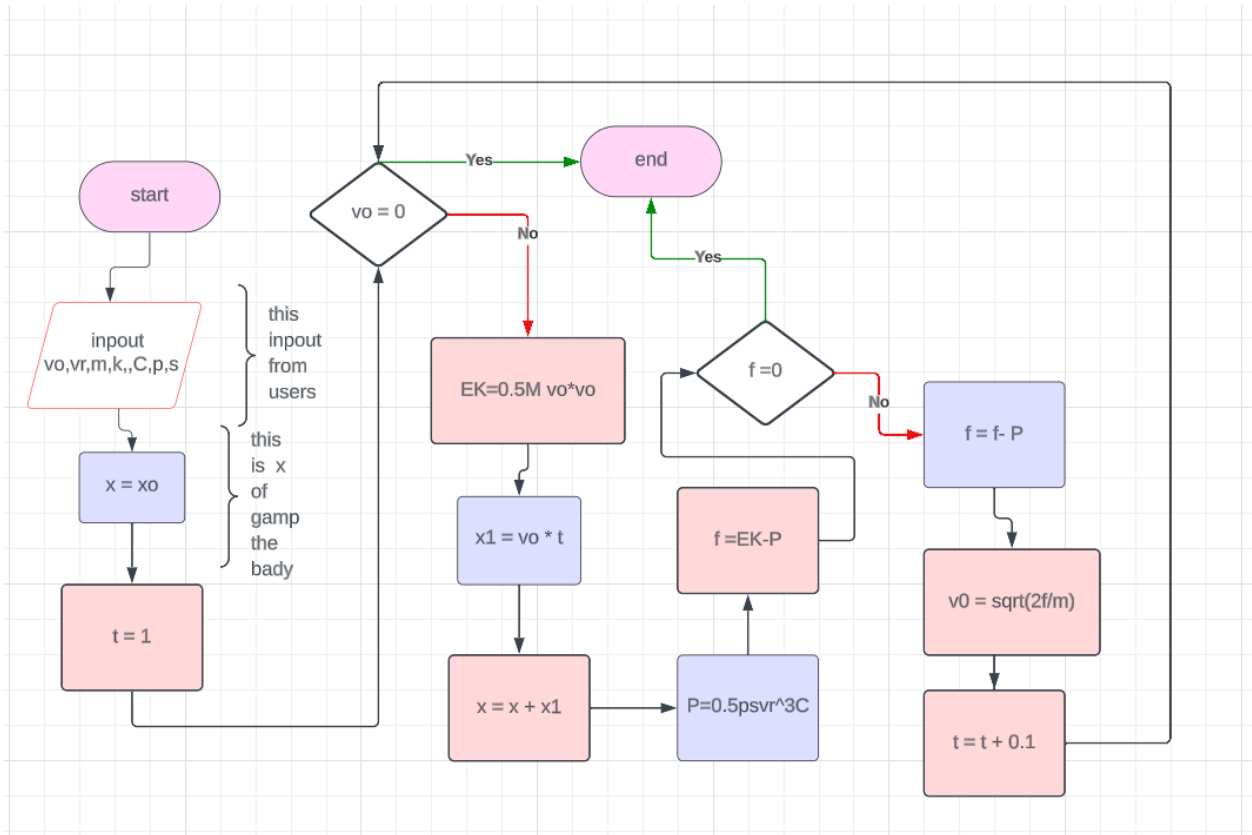 start
inpout
vo,vr,m,k,,C,p,s
this
inpout
from
users
x = xo
this
is x
of
gamp
the
bady
t = 1
vo = 0
Yes
end
No
EK=0.5M vo*vo
x1 = vo * t
x = x + x1
P=0.5psvr^3C
f =EK-P
f =0
Yes
No
f = f- P
v0 = sqrt(2f/m)
t = t + 0.1